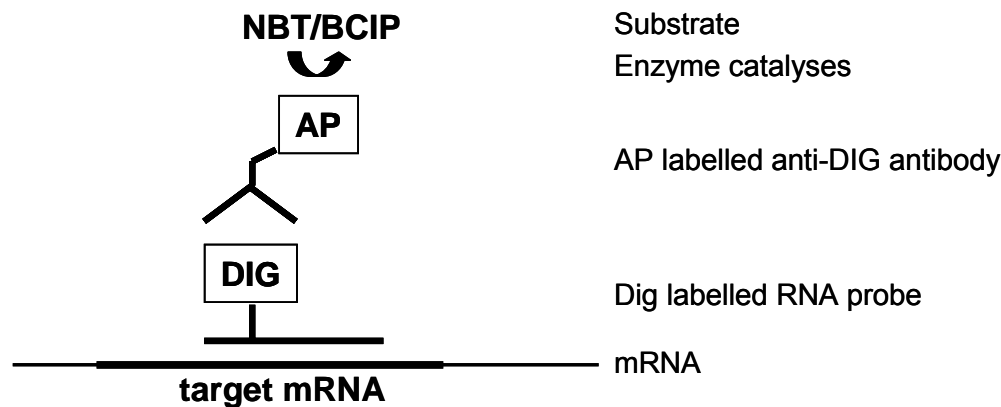 NBT/BCIP
Substrate
Enzyme catalyses
AP
AP labelled anti-DIG antibody
DIG
Dig labelled RNA probe
mRNA
target mRNA